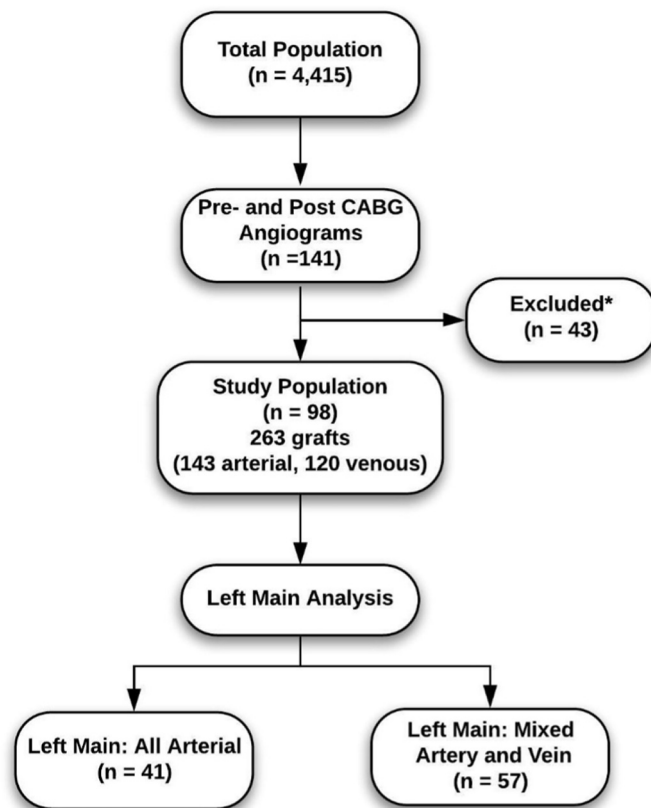 Total Population
(n = 4,415)
Pre- and Post CABG
Angiograms
(n =141)
Excluded*
(n = 43)
Study Population
(n = 98)
263 grafts
(143 arterial, 120 venous)
Left Main Analysis
Left Main: All Arterial
(n = 41)
Left Main: Mixed
Artery and Vein
(n = 57)